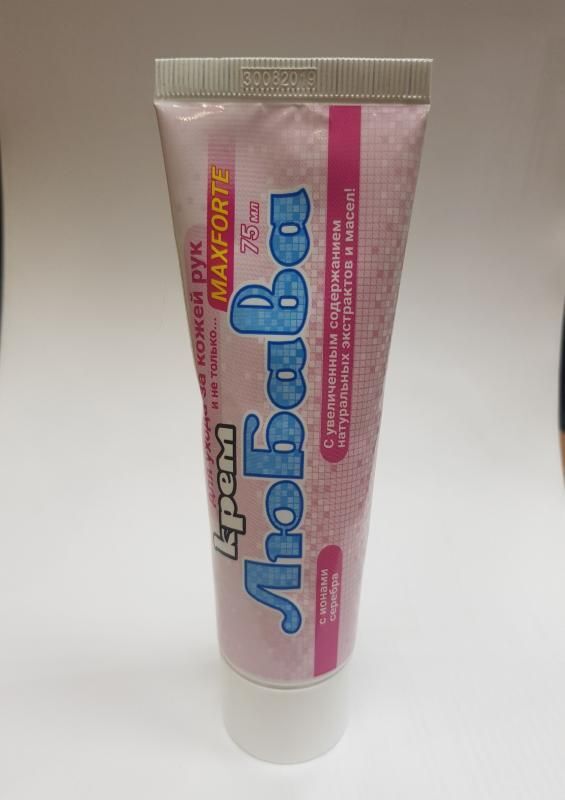 30082019
Для ухода за кожей рук
и не только...
MAXFORTE
крем
75 мл
ЛюБаВа
С увеличенным содержанием
натуральных экстрактов и масел!
с ионами
серебра